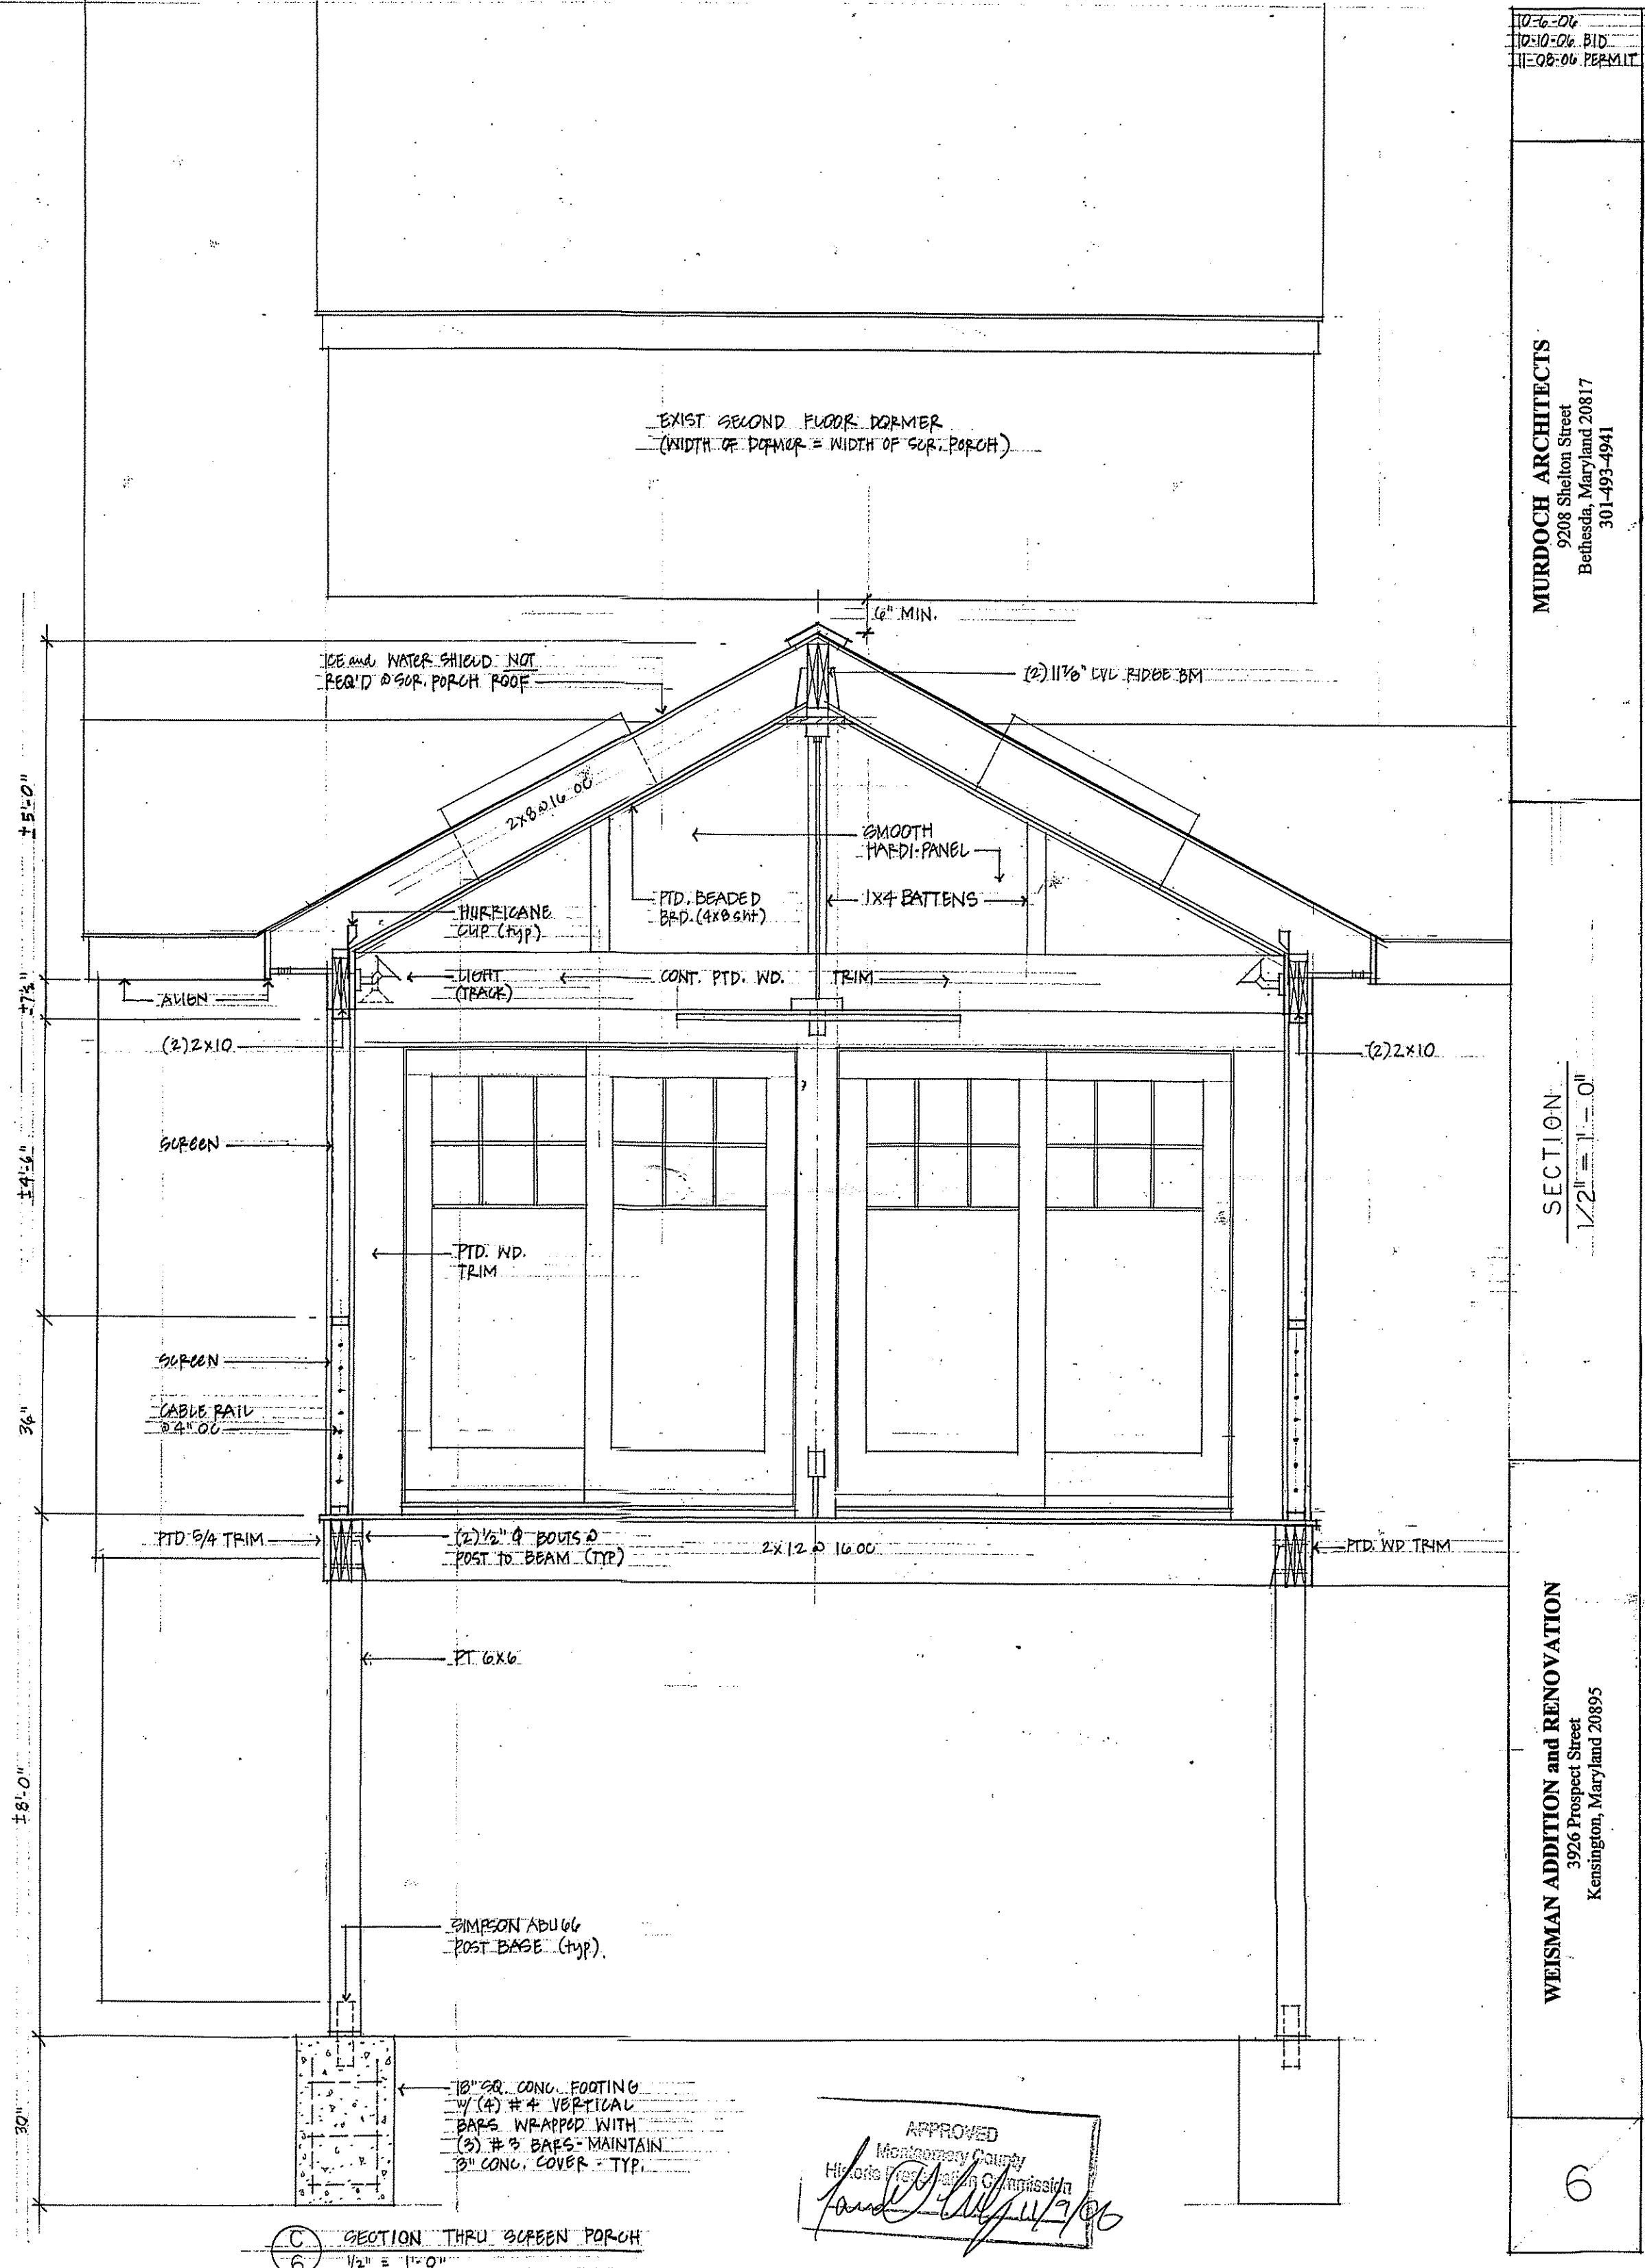 10-6-06
10-10-06 BID
11-08-06 PERMIT
MURDOCH ARCHITECTS
9208 Shelton Street
Bethesda, Maryland 20817
301-493-4941
EXIST SECOND FLOOR DORMER
(WIDTH OF DORMER = WIDTH OF SCR. PORCH)
6" MIN.
ICE and WATER SHIELD NOT
REQ'D @ SCR. PORCH ROOF
(2) 11 7/8" LVL RIDGE BM
±5'-0"
2x8 @ 16 OC
SMOOTH
HARDI-PANEL
PTD. BEADED
BRD. (4x8 sht)
1x4 BATTENS
HURRICANE
CLIP (typ)
LIGHT
(TRACK)
CONT. PTD. WD. TRIM
ALIGN
(2) 2x10
(2) 2x10
SCREEN
±4'-6"
SECTION
1/2" = 1'-0"
PTD. WD.
TRIM
SCREEN
CABLE RAIL
@ 4" OC
36"
PTD 5/4 TRIM
(2) 1/2" φ BOLTS @
POST to BEAM (TYP)
2x12 @ 16 OC
PTD. WD TRIM
PT 6x6
WEISMAN ADDITION and RENOVATION
3926 Prospect Street
Kensington, Maryland 20895
±8'-0"
SIMPSON ABU66
POST BASE (typ).
18" SQ. CONC. FOOTING
W/ (4) #4 VERTICAL
BARS WRAPPED WITH
(3) #3 BARS - MAINTAIN
3" CONC. COVER - TYP.
30"
APPROVED
Montgomery County
Historic Preservation Commission
11/9/06
6
C
6
SECTION THRU SCREEN PORCH
1/2" = 1'-0"